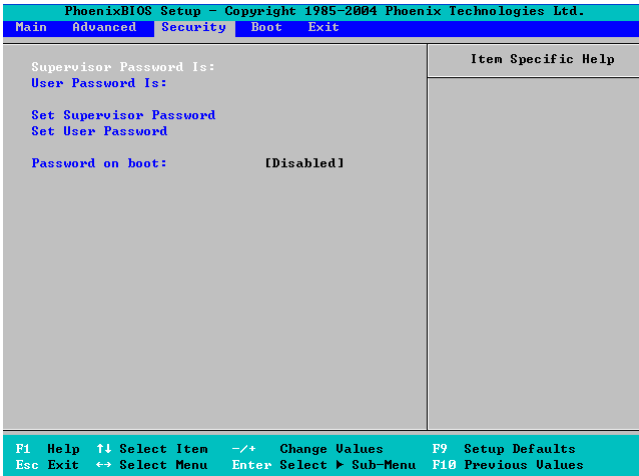 PhoenixBIOS Setup - Copyright 1985-2004 Phoenix Technologies Ltd.
Main Advanced Security Boot Exit
Item Specific Help
Supervisor Password Is:
User Password Is:
Set Supervisor Password
Set User Password
Password on boot: [Disabled]
F1 Help ↑↓ Select Item -/+ Change Values F9 Setup Defaults
Esc Exit ↔ Select Menu Enter Select ▶ Sub-Menu F10 Previous Values